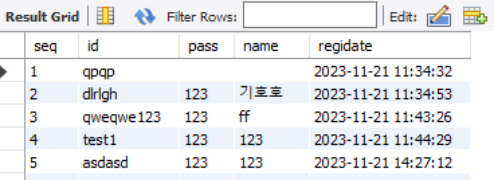 Result Grid Filter Rows: Edit:
seq id pass name regidate
1 qpqp 2023-11-21 11:34:32
2 dlrlgh 123 기호호 2023-11-21 11:34:53
3 qweqwe123 123 ff 2023-11-21 11:43:26
4 test1 123 123 2023-11-21 11:44:29
5 asdasd 123 123 2023-11-21 14:27:12